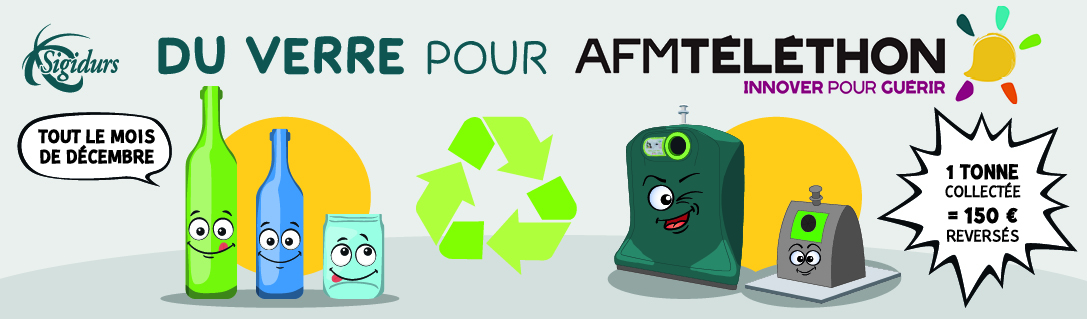 Sigidurs
DU VERRE POUR
AFMTÉLÉTHON
INNOVER POUR GUÉRIR
TOUT LE MOIS
DE DÉCEMBRE
1 TONNE
COLLECTÉE
= 150 €
REVERSÉS